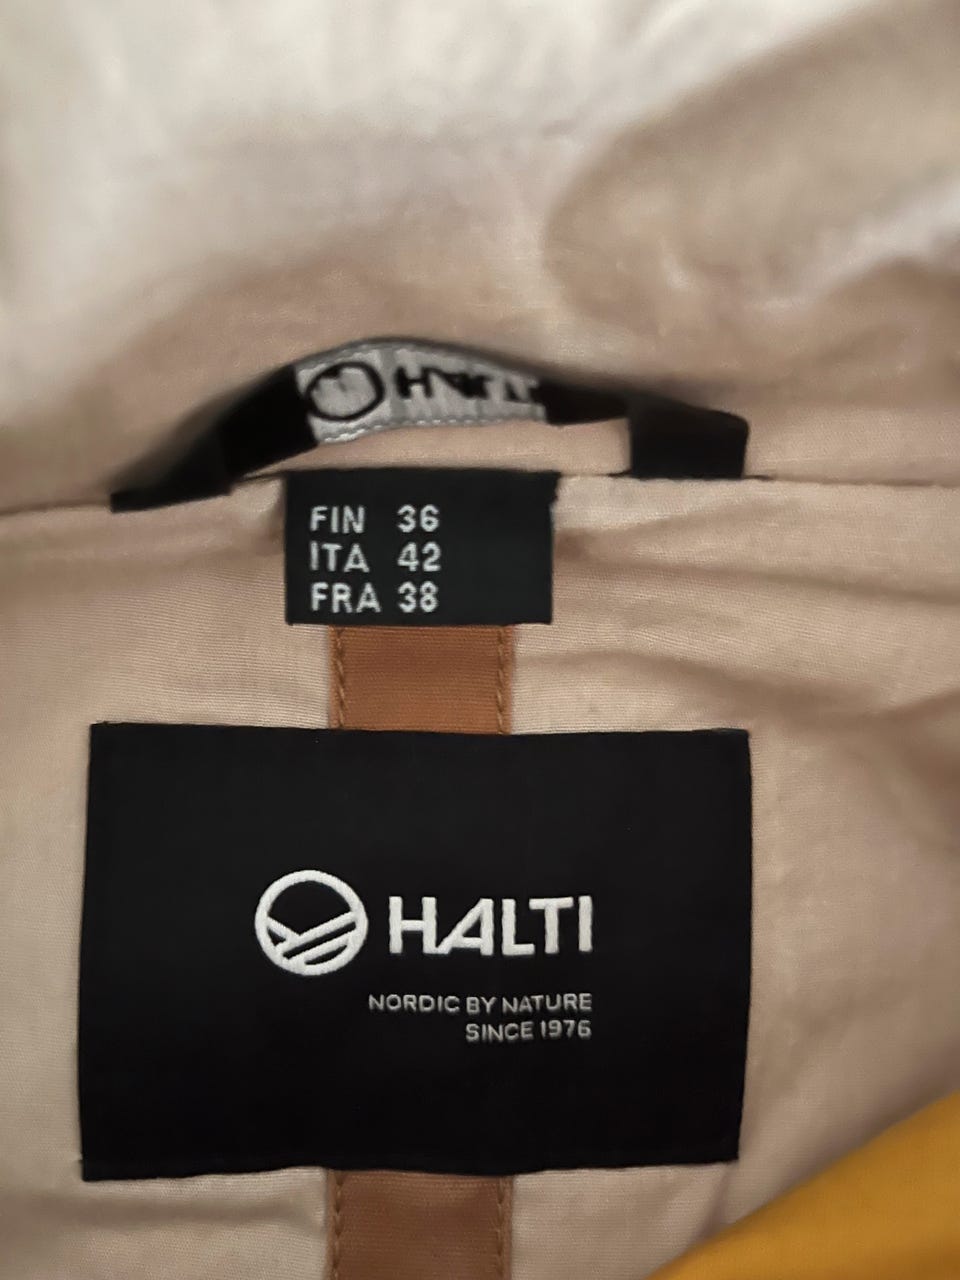 HALTI
FIN 36
ITA 42
FRA 38
HALTI
NORDIC BY NATURE
SINCE 1976